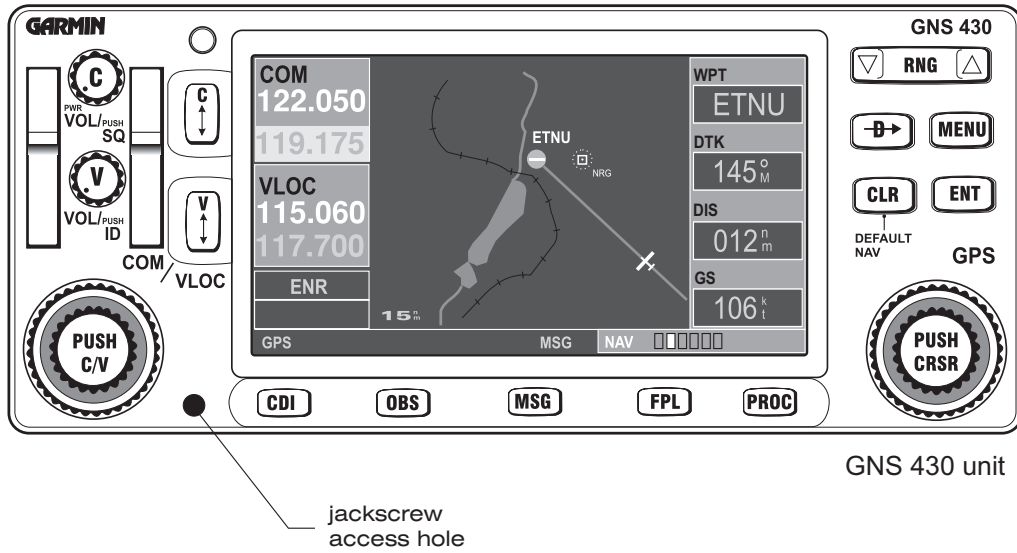 GARMIN
GNS 430
C
PWR
VOL/PUSH
SQ
V
VOL/PUSH
ID
C
V
COM
VLOC
PUSH
C/V
COM
122.050
119.175
VLOC
115.060
117.700
ENR
15nm
ETNU
NRG
WPT
ETNU
DTK
145°M
DIS
012nm
GS
106kt
GPS
MSG
NAV
RNG
D
MENU
CLR
ENT
DEFAULT
NAV
GPS
PUSH
CRSR
CDI
OBS
MSG
FPL
PROC
GNS 430 unit
jackscrew
access hole